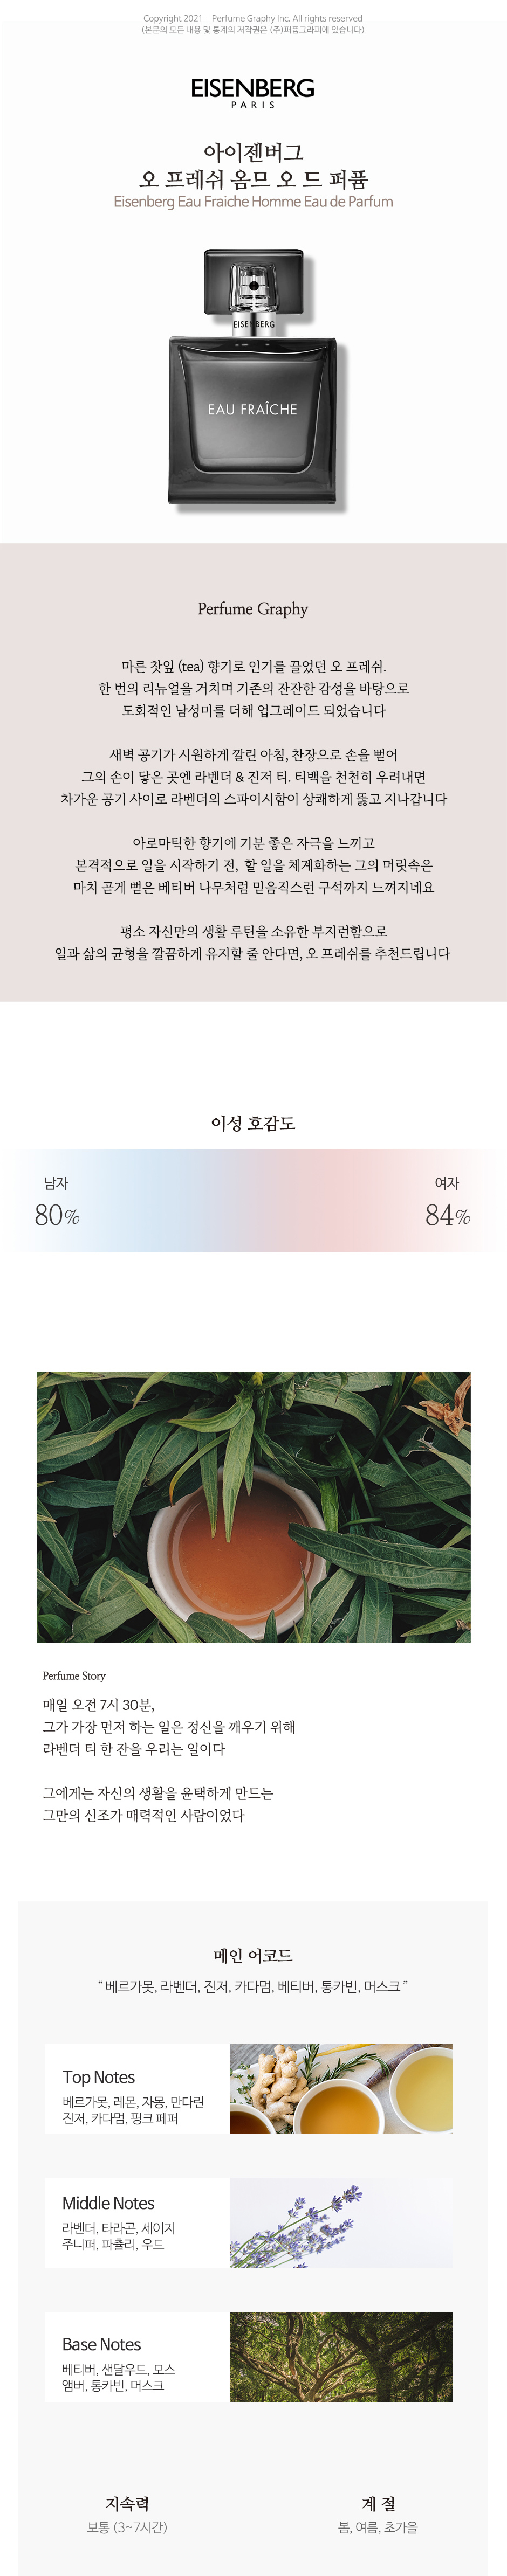 Copyright 2021 - Perfume Graphy Inc. All rights reserved
(본문의 모든 내용 및 통계의 저작권은 (주)퍼퓸그라피에 있습니다)
EISENBERG
PARIS
아이젠버그
오 프레쉬 옴므 오 드 퍼퓸
Eisenberg Eau Fraiche Homme Eau de Parfum
EISENBERG
EAU FRAÎCHE
Perfume Graphy
마른 찻잎 (tea) 향기로 인기를 끌었던 오 프레쉬.
한 번의 리뉴얼을 거치며 기존의 잔잔한 감성을 바탕으로
도회적인 남성미를 더해 업그레이드 되었습니다
새벽 공기가 시원하게 깔린 아침, 찬장으로 손을 뻗어
그의 손이 닿은 곳엔 라벤더 & 진저 티. 티백을 천천히 우려내면
차가운 공기 사이로 라벤더의 스파이시함이 상쾌하게 뚫고 지나갑니다
아로마틱한 향기에 기분 좋은 자극을 느끼고
본격적으로 일을 시작하기 전, 할 일을 체계화하는 그의 머릿속은
마치 곧게 뻗은 베티버 나무처럼 믿음직스런 구석까지 느껴지네요
평소 자신만의 생활 루틴을 소유한 부지런함으로
일과 삶의 균형을 깔끔하게 유지할 줄 안다면, 오 프레쉬를 추천드립니다
이성 호감도
남자
여자
80%
84%
Perfume Story
매일 오전 7시 30분,
그가 가장 먼저 하는 일은 정신을 깨우기 위해
라벤더 티 한 잔을 우리는 일이다
그에게는 자신의 생활을 윤택하게 만드는
그만의 신조가 매력적인 사람이었다
메인 어코드
“ 베르가못, 라벤더, 진저, 카다멈, 베티버, 통카빈, 머스크 ”
Top Notes
베르가못, 레몬, 자몽, 만다린
진저, 카다멈, 핑크 페퍼
Middle Notes
라벤더, 타라곤, 세이지
주니퍼, 파츌리, 우드
Base Notes
베티버, 샌달우드, 모스
앰버, 통카빈, 머스크
지속력
계 절
보통 (3~7시간)
봄, 여름, 초가을